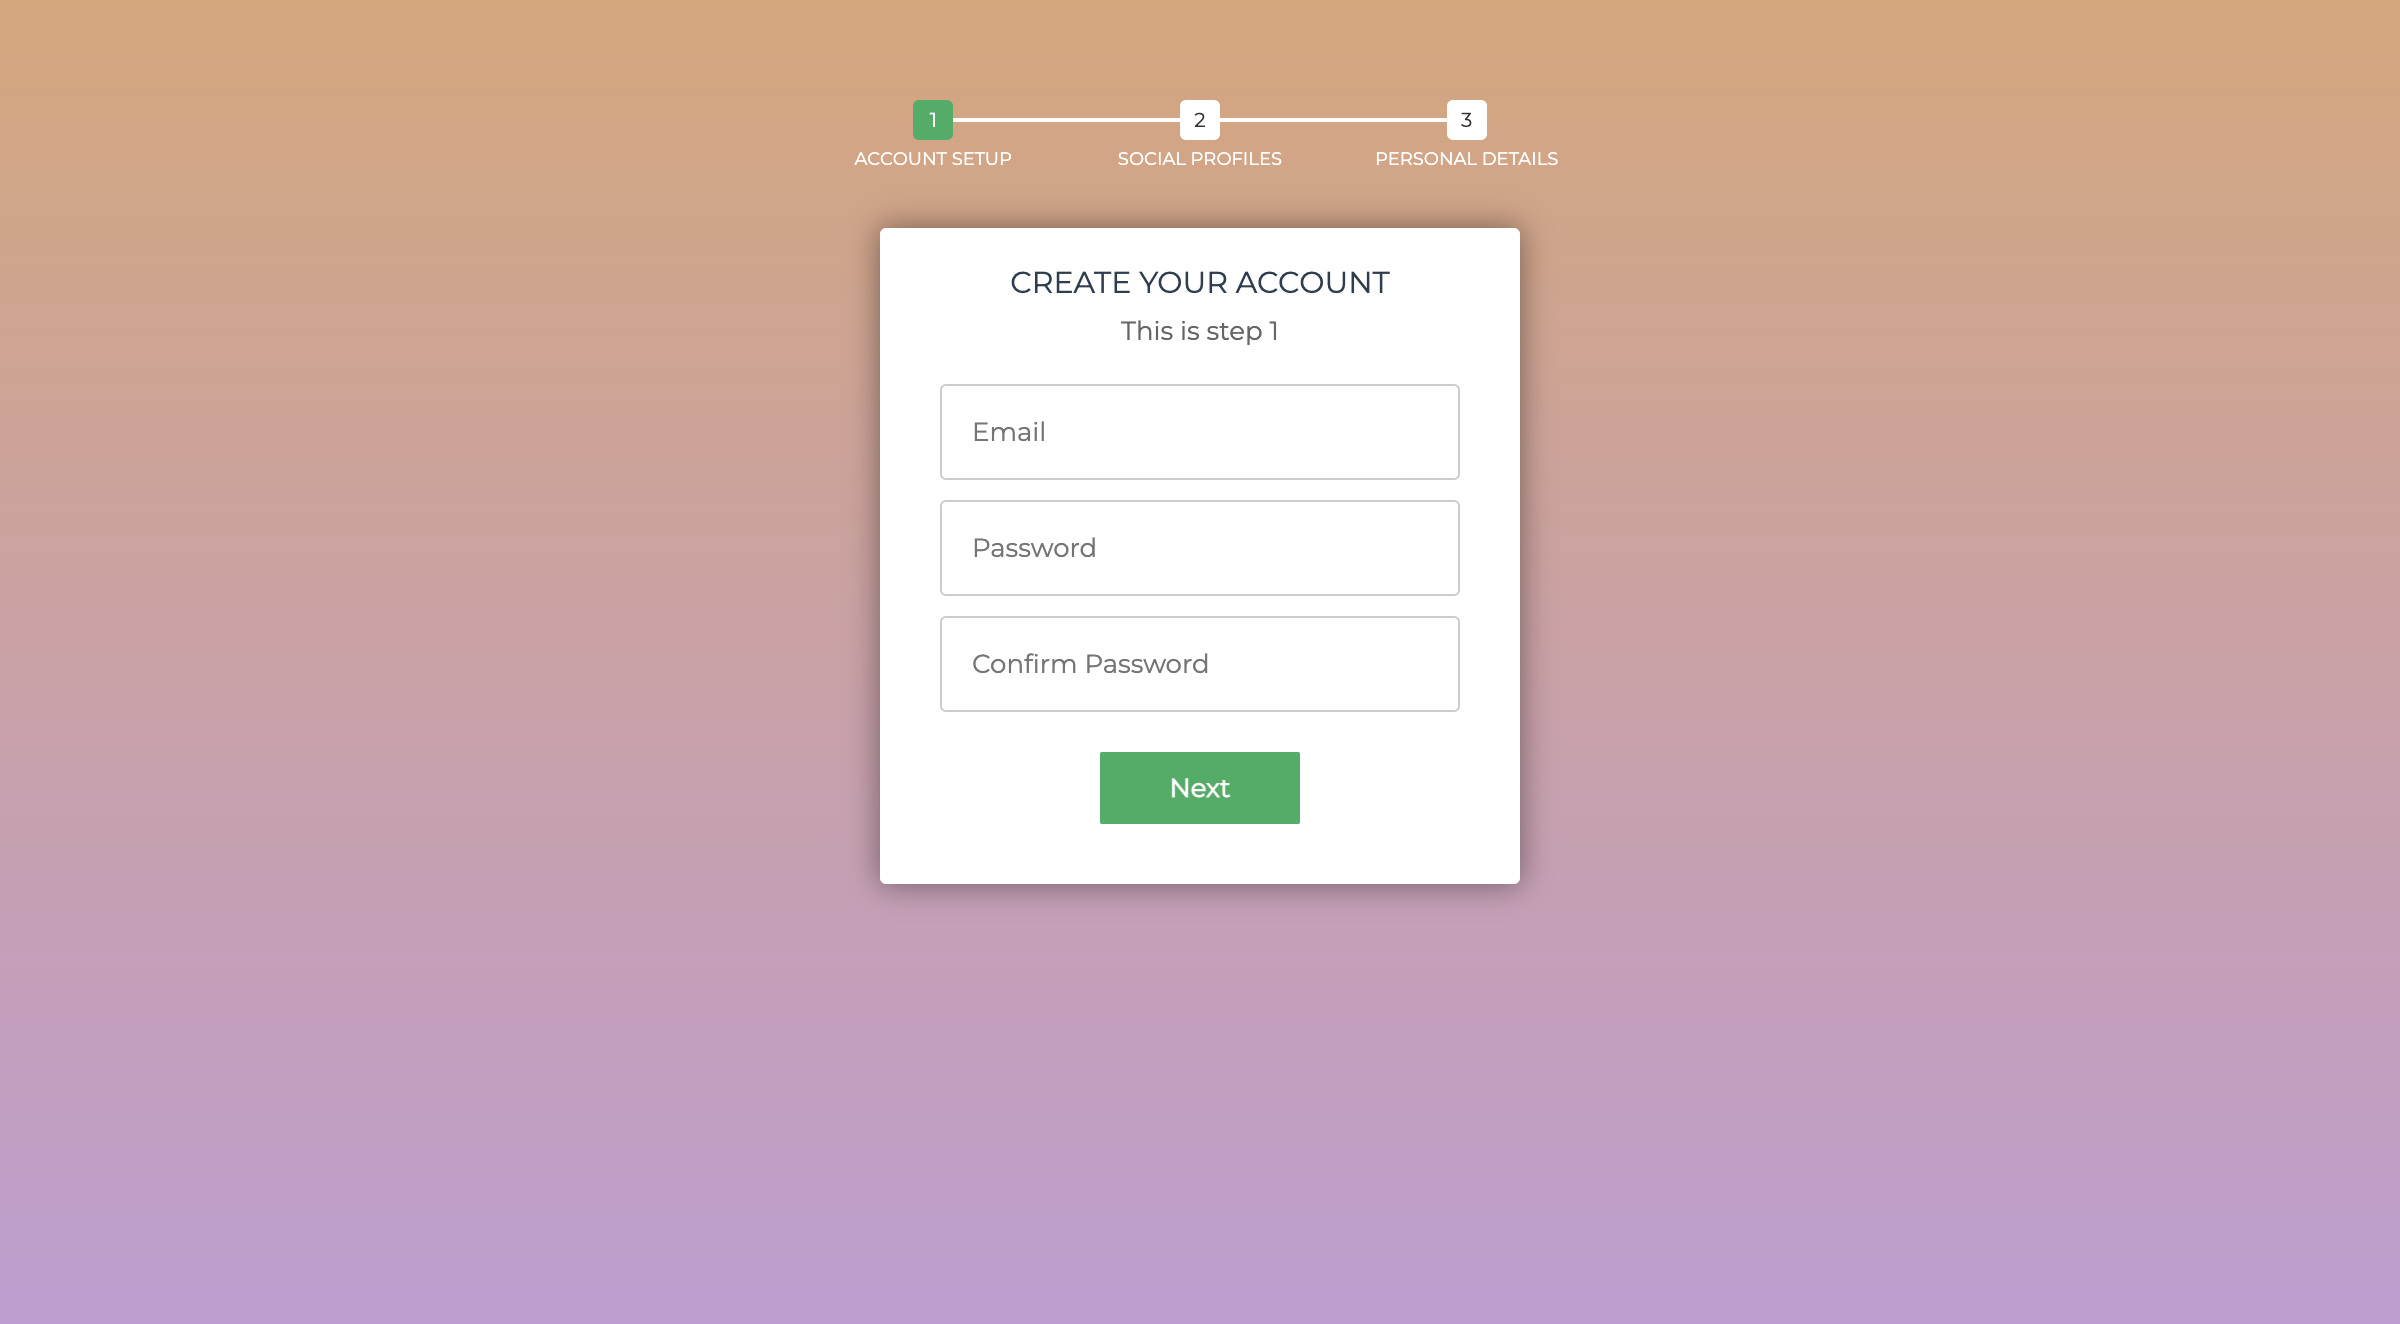 1 2 3
ACCOUNT SETUP SOCIAL PROFILES PERSONAL DETAILS
CREATE YOUR ACCOUNT
This is step 1
Email
Password
Confirm Password
Next